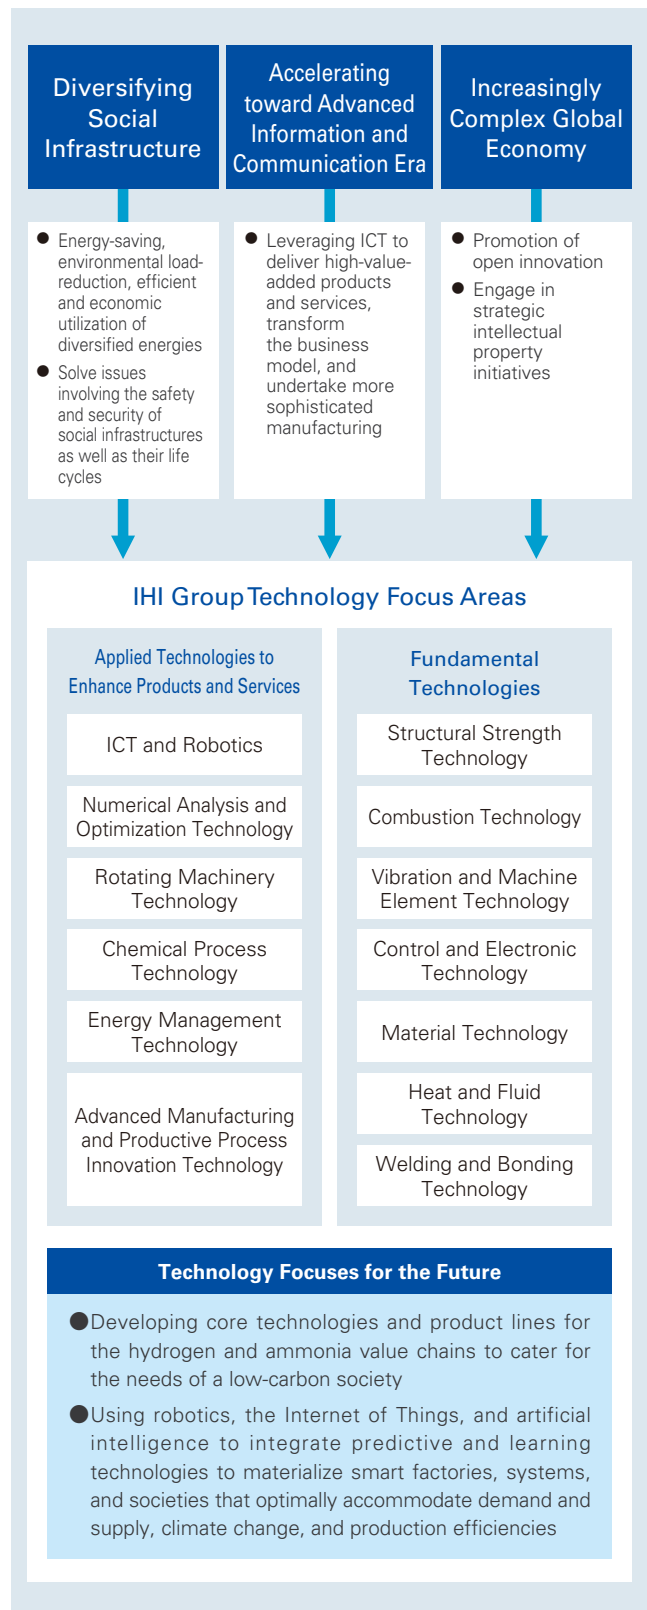 Diversifying
Social
Infrastructure
Accelerating
toward Advanced
Information and
Communication Era
Increasingly
Complex Global
Economy
● Energy-saving,
environmental load-
reduction, efficient
and economic
utilization of
diversified energies
● Solve issues
involving the safety
and security of
social infrastructures
as well as their life
cycles
● Leveraging ICT to
deliver high-value-
added products
and services,
transform
the business
model, and
undertake more
sophisticated
manufacturing
● Promotion of
open innovation
● Engage in
strategic
intellectual
property
initiatives
IHI Group Technology Focus Areas
Applied Technologies to
Enhance Products and Services
ICT and Robotics
Numerical Analysis and
Optimization Technology
Rotating Machinery
Technology
Chemical Process
Technology
Energy Management
Technology
Advanced Manufacturing
and Productive Process
Innovation Technology
Fundamental
Technologies
Structural Strength
Technology
Combustion Technology
Vibration and Machine
Element Technology
Control and Electronic
Technology
Material Technology
Heat and Fluid
Technology
Welding and Bonding
Technology
Technology Focuses for the Future
●Developing core technologies and product lines for
the hydrogen and ammonia value chains to cater for
the needs of a low-carbon society
●Using robotics, the Internet of Things, and artificial
intelligence to integrate predictive and learning
technologies to materialize smart factories, systems,
and societies that optimally accommodate demand and
supply, climate change, and production efficiencies